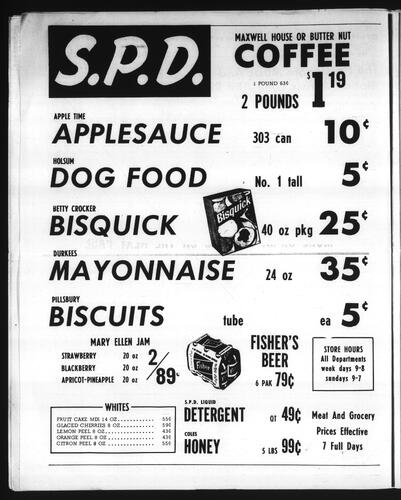 S.P.D.
MAXWELL HOUSE OR BUTTER NUT
COFFEE
1 POUND 63¢
2 POUNDS $1 19
APPLE TIME
APPLESAUCE 303 can 10¢
HOLSUM
DOG FOOD No. 1 tall 5¢
BETTY CROCKER
BISQUICK Bisquick 40 oz pkg 25¢
DURKEES
MAYONNAISE 24 oz 35¢
PILLSBURY
BISCUITS tube ea 5¢
MARY ELLEN JAM
STRAWBERRY 20 oz
BLACKBERRY 20 oz
APRICOT-PINEAPPLE 20 oz
2/89¢
Fisher's
FISHER'S
BEER
6 PAK 79¢
STORE HOURS
All Departments
week days 9-8
sundays 9-7
WHITES
FRUIT CAKE MIX 14 OZ 55¢
GLACED CHERRIES 8 OZ 59¢
LEMON PEEL 8 OZ 43¢
ORANGE PEEL 8 OZ 43¢
CITRON PEEL 8 OZ 55¢
S.P.D. LIQUID
DETERGENT QT 49¢
COLES
HONEY 5 LBS 99¢
Meat And Grocery
Prices Effective
7 Full Days